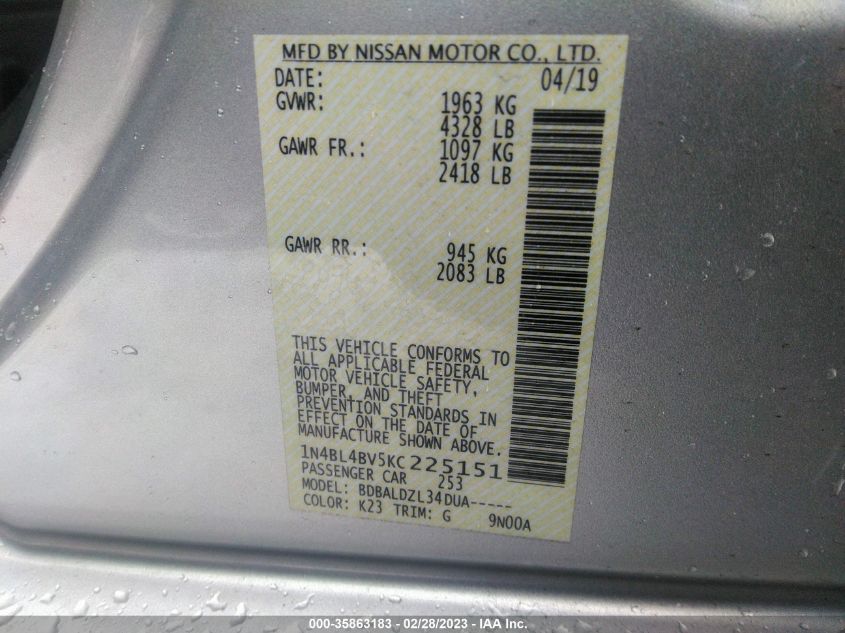 MFD BY NISSAN MOTOR CO., LTD.
DATE: 04/19
GVWR: 1963 KG
4328 LB
GAWR FR.: 1097 KG
2418 LB
GAWR RR.: 945 KG
2083 LB
THIS VEHICLE CONFORMS TO
ALL APPLICABLE FEDERAL
MOTOR VEHICLE SAFETY,
BUMPER, AND THEFT
PREVENTION STANDARDS IN
EFFECT ON THE DATE OF
MANUFACTURE SHOWN ABOVE.
1N4BL4BV5KC225151
PASSENGER CAR 253
MODEL: BDBALDZL34DUA-----
COLOR: K23 TRIM: G 9N00A
000-35863183 - 02/28/2023 - 1N4BL4BV5KC225151